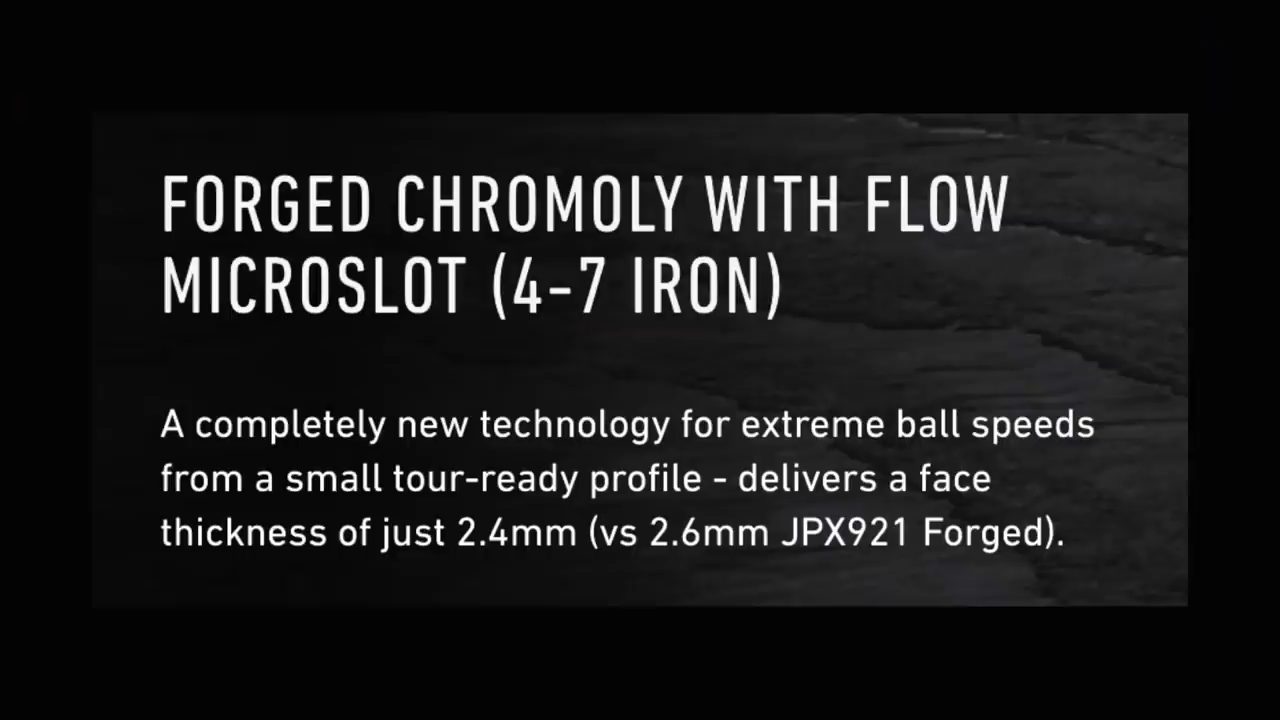 FORGED CHROMOLY WITH FLOW
MICROSLOT (4-7 IRON)
A completely new technology for extreme ball speeds
from a small tour-ready profile - delivers a face
thickness of just 2.4mm (vs 2.6mm JPX921 Forged).